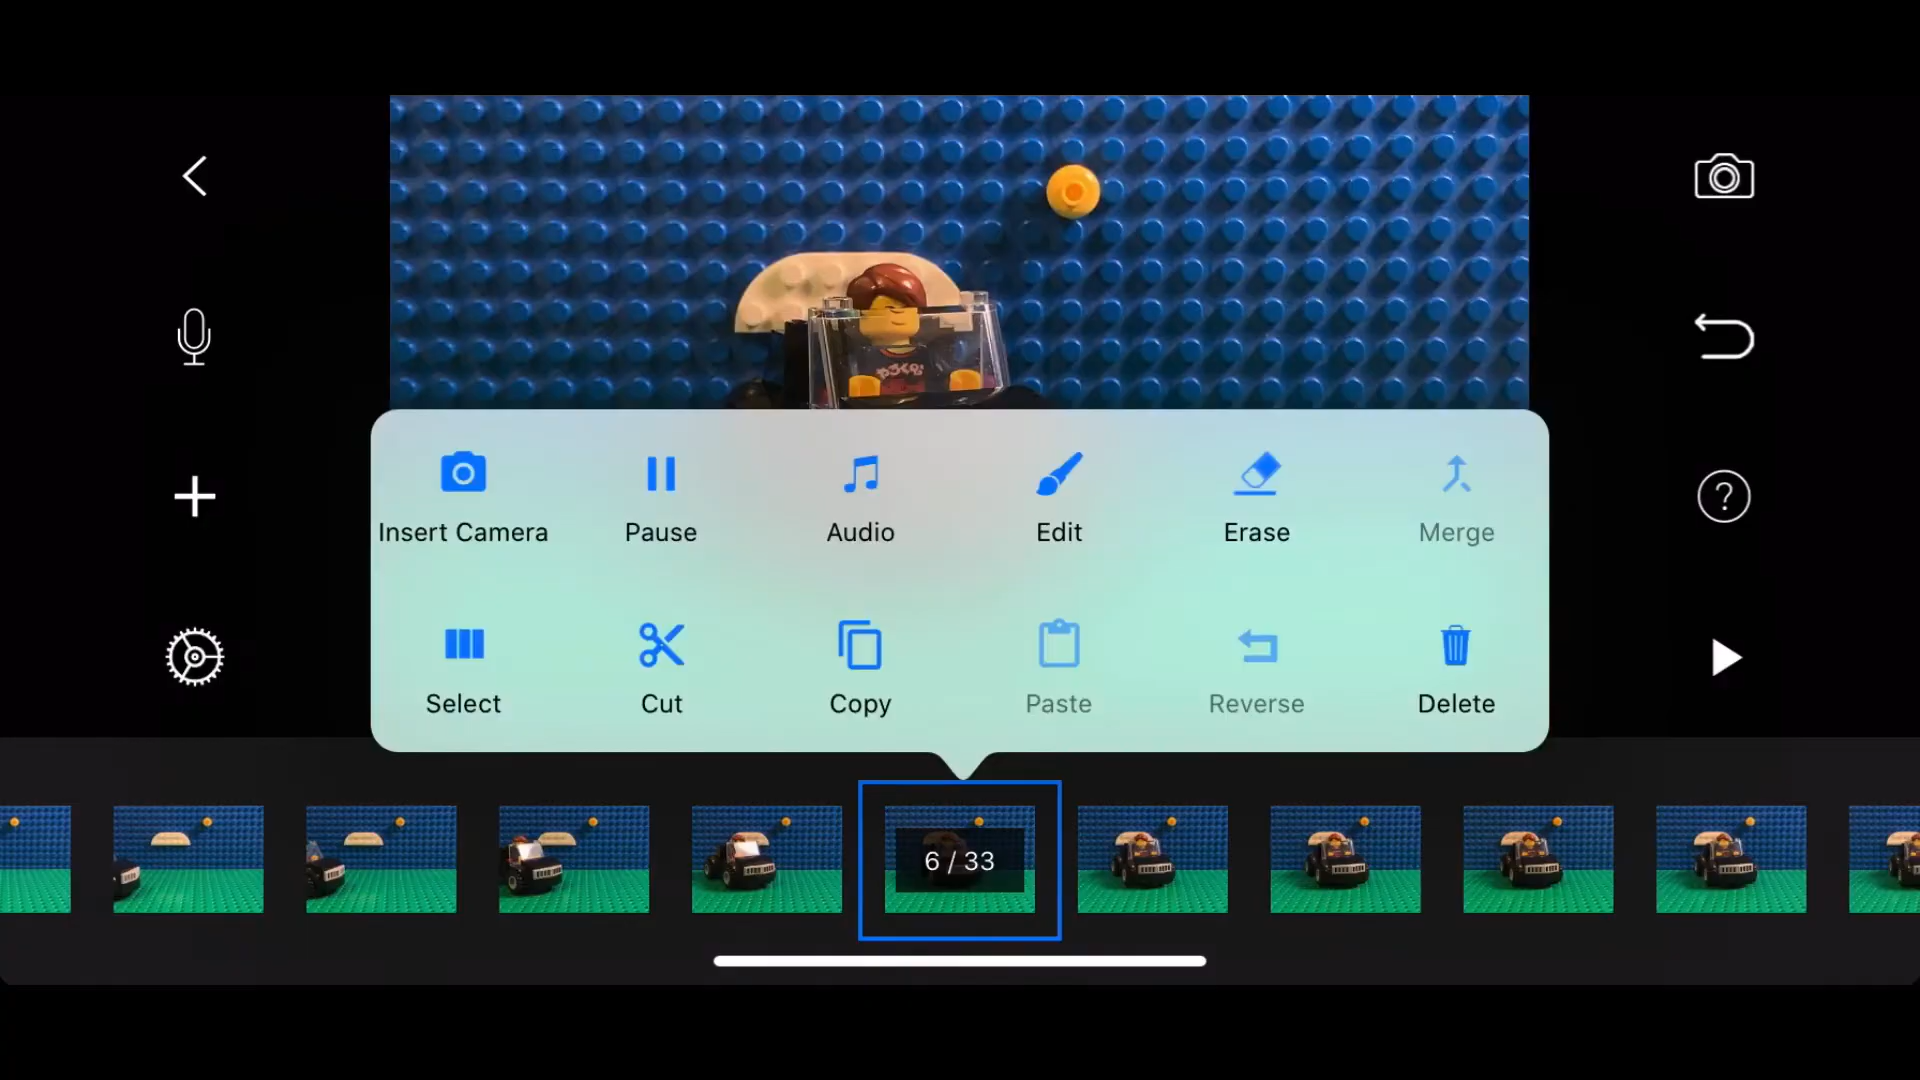 Insert Camera
Pause
Audio
Edit
Erase
Merge
Select
Cut
Copy
Paste
Reverse
Delete
6 / 33